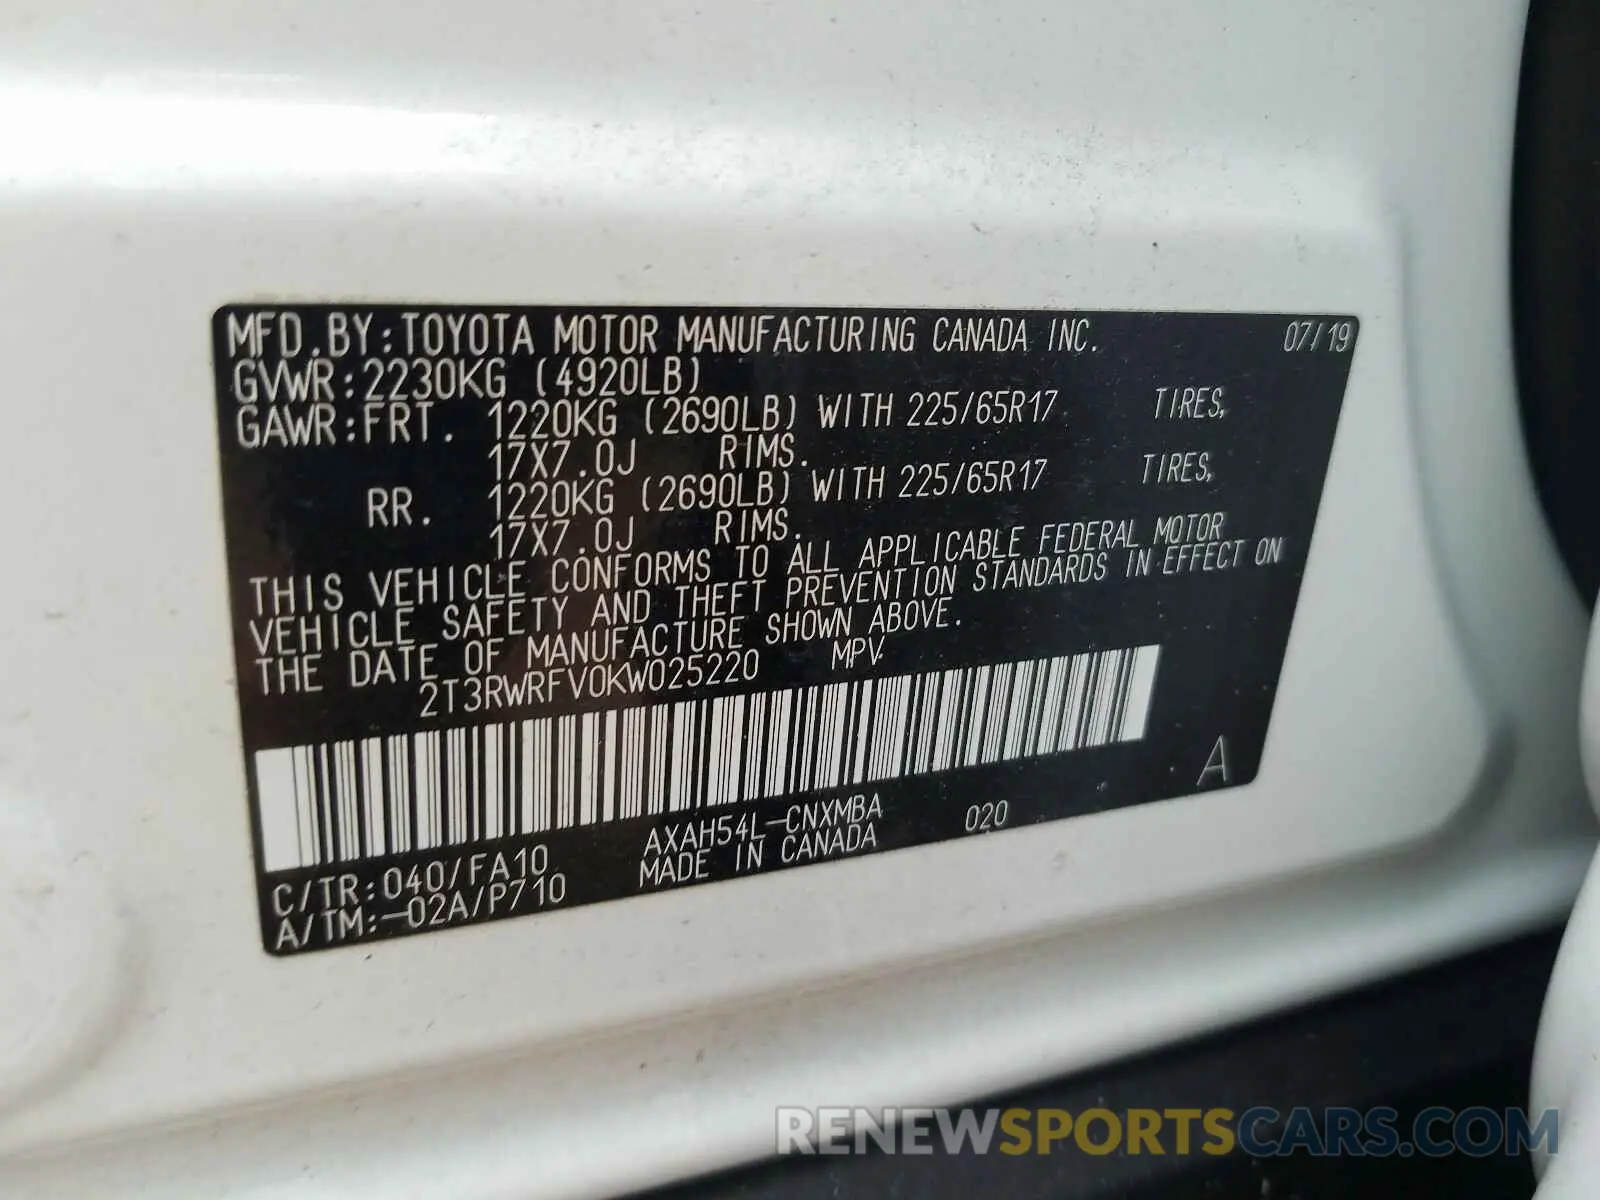 MFD.BY:TOYOTA MOTOR MANUFACTURING CANADA INC. 07/19
GVWR:2230KG (4920LB)
GAWR:FRT. 1220KG (2690LB) WITH 225/65R17 TIRES,
17X7.0J RIMS.
RR. 1220KG (2690LB) WITH 225/65R17 TIRES,
17X7.0J RIMS.
THIS VEHICLE CONFORMS TO ALL APPLICABLE FEDERAL MOTOR
VEHICLE SAFETY AND THEFT PREVENTION STANDARDS IN EFFECT ON
THE DATE OF MANUFACTURE SHOWN ABOVE.
2T3RWRFV0KW025220 MPV
A
C/TR:040/FA10 AXAH54L-CNXMBA 020
A/TM:-02A/P710 MADE IN CANADA
RENEWSPORTSCARS.COM